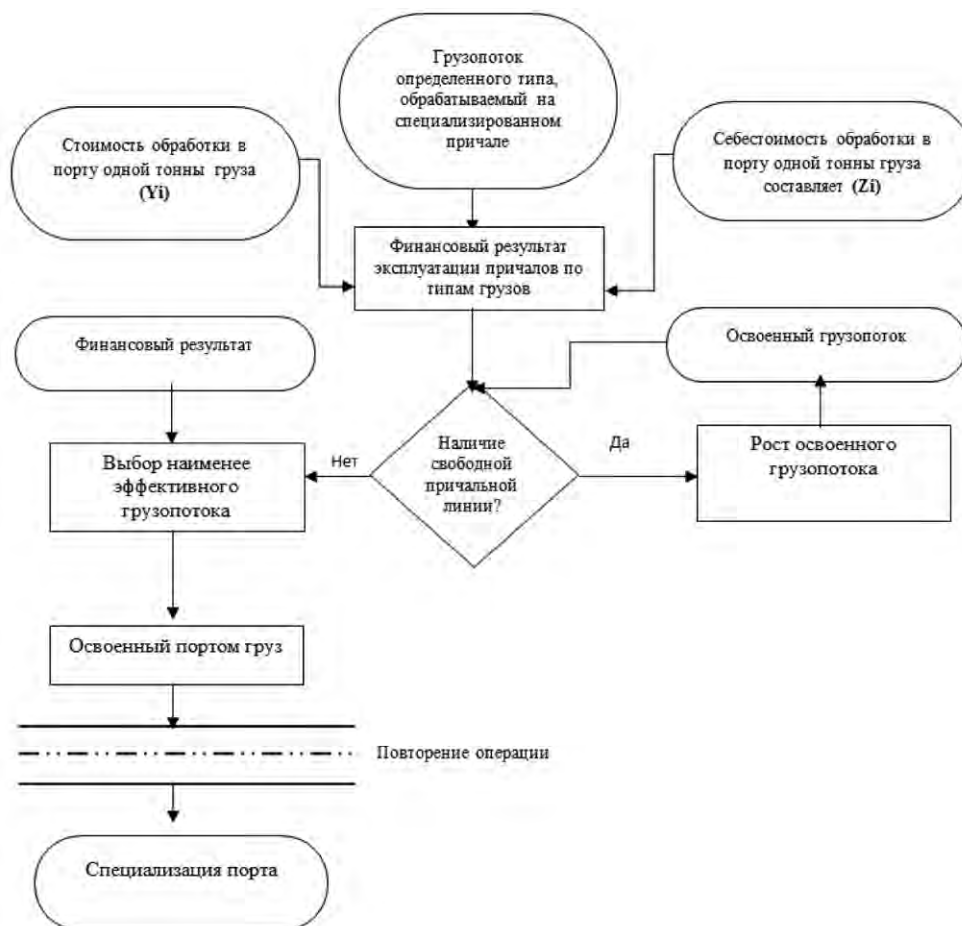 Грузопоток
определенного типа,
обрабатываемый на
специализированном
причале
Стоимость обработки в
порту одной тонны груза
(Yi)
Себестоимость обработки в
порту одной тонны груза
составляет (Zi)
Финансовый результат
эксплуатации причалов по
типам грузов
Финансовый результат
Освоенный грузопоток
Выбор наименее
эффективного
грузопотока
Нет
Наличие
свободной
причальной
линии?
Да
Рост освоенного
грузопотока
Освоенный портом груз
Повторение операции
Специализация порта